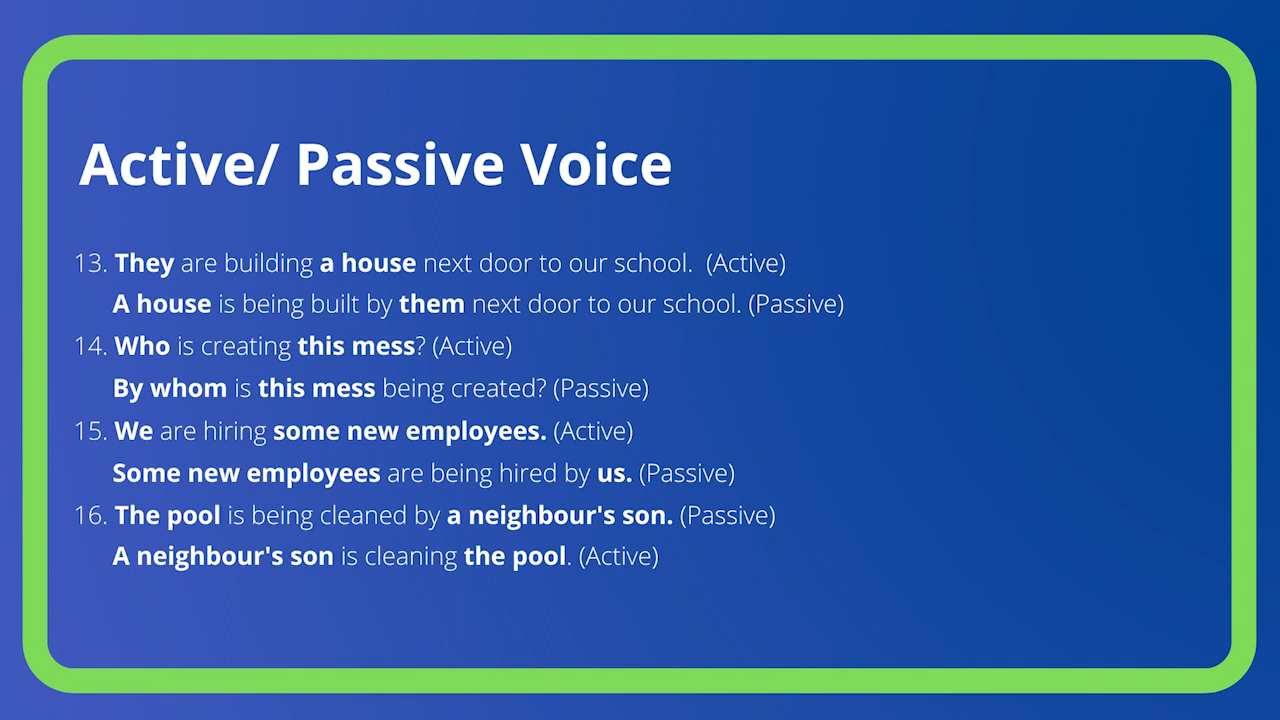 Active/ Passive Voice
13. They are building a house next door to our school.  (Active)
A house is being built by them next door to our school. (Passive)
14. Who is creating this mess? (Active)
By whom is this mess being created? (Passive)
15. We are hiring some new employees. (Active)
Some new employees are being hired by us. (Passive)
16. The pool is being cleaned by a neighbour's son. (Passive)
A neighbour's son is cleaning the pool. (Active)